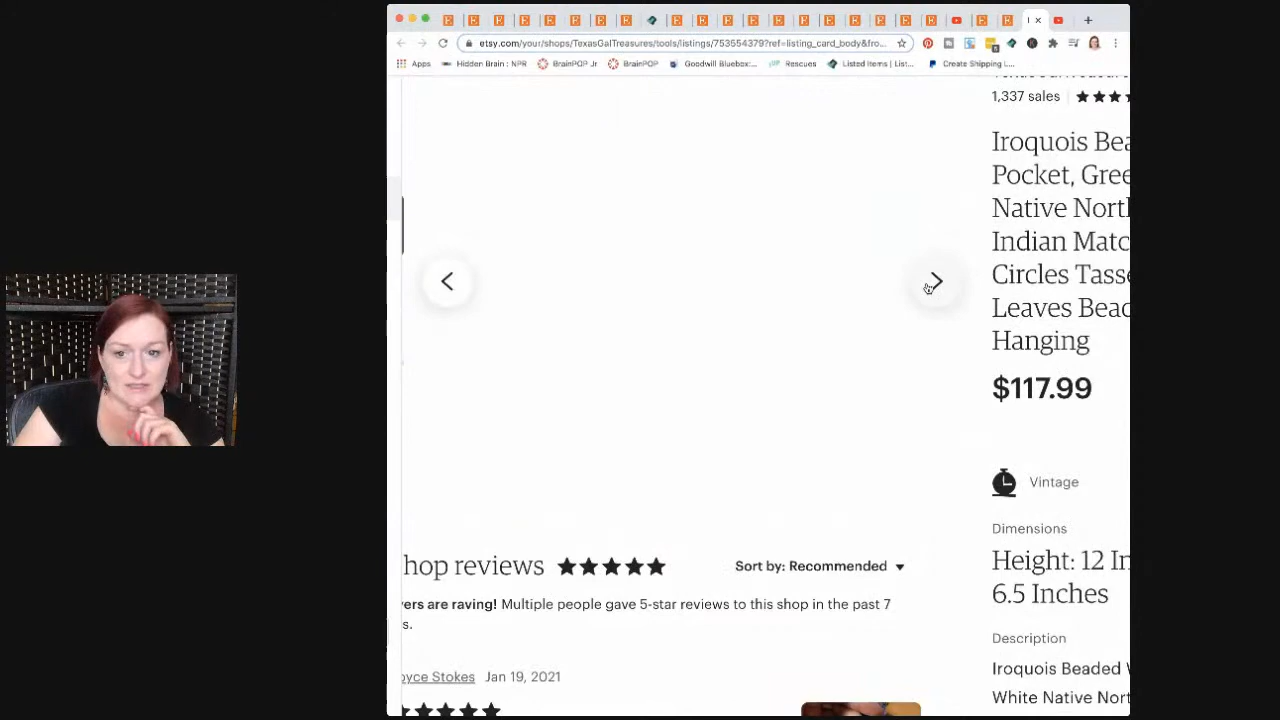 etsy.com/your/shops/TexasGalTreasures/tools/listings/753554379?ref=listing_card_body&fro...
Apps
Hidden Brain : NPR
BrainPOP Jr
BrainPOP
Goodwill Bluebox:...
Rescues
Listed Items | List...
Create Shipping L...
1,337 sales
Iroquois Bea
Pocket, Gree
Native Nort
Indian Matc
Circles Tasse
Leaves Bead
Hanging
$117.99
Vintage
Dimensions
Height: 12 In
6.5 Inches
Description
Iroquois Beaded
White Native Nor
hop reviews
Sort by: Recommended
ers are raving! Multiple people gave 5-star reviews to this shop in the past 7
s.
oyce Stokes Jan 19, 2021